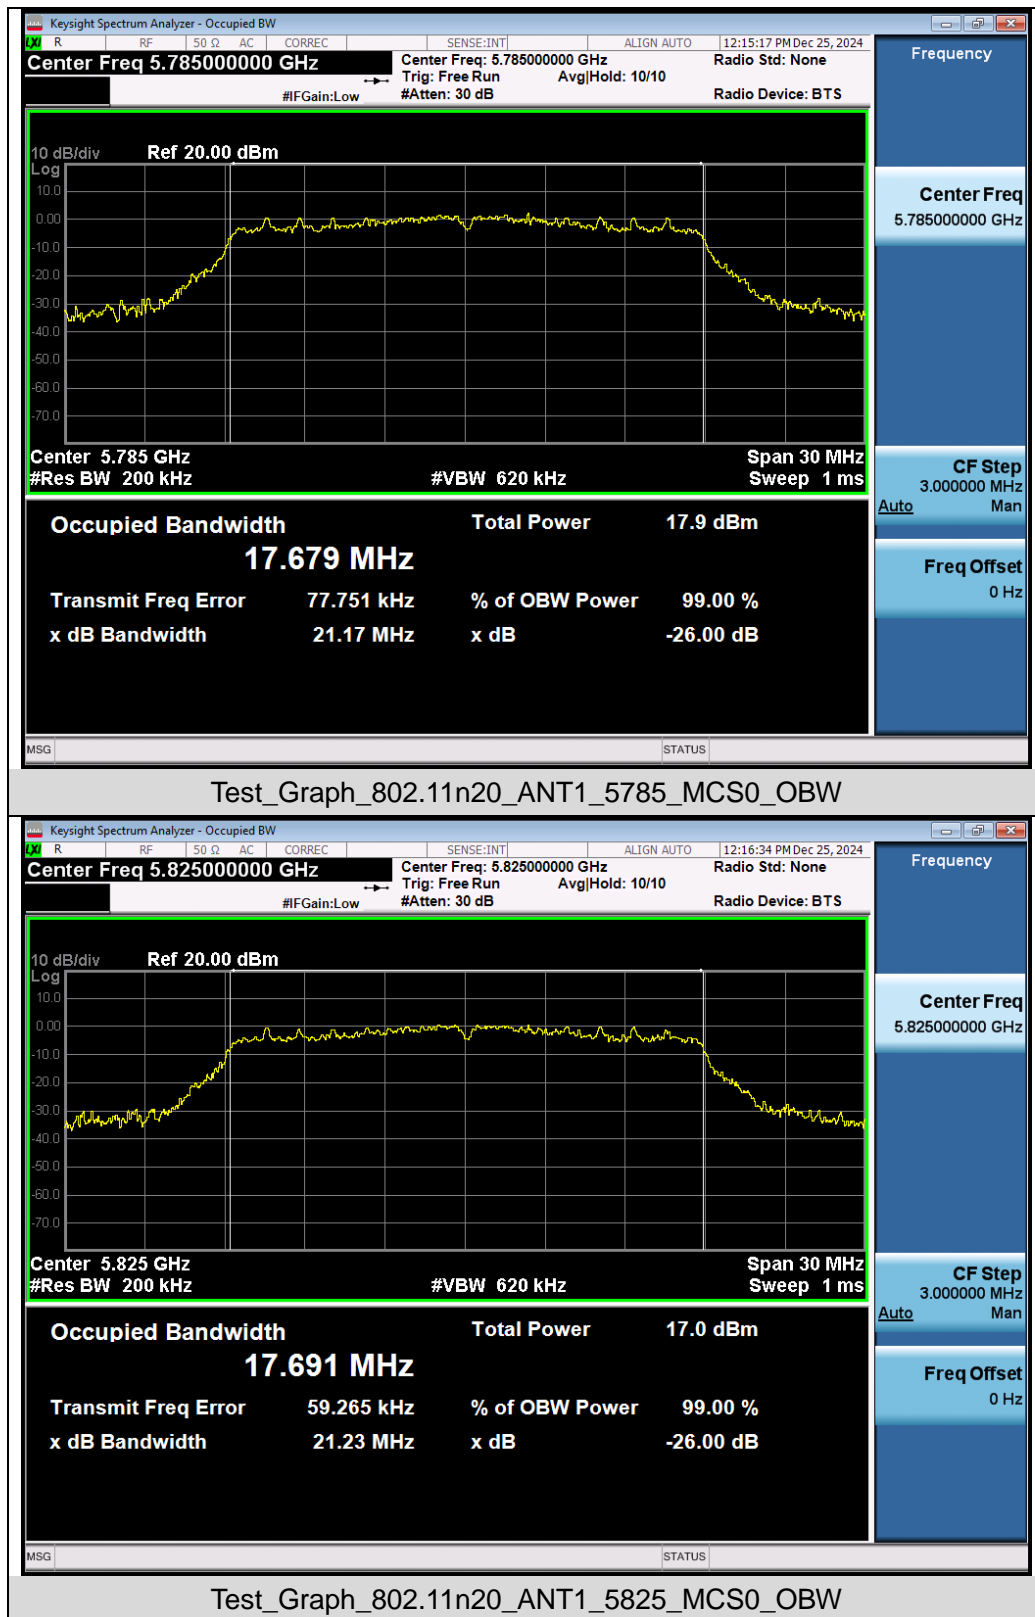 Keysight Spectrum Analyzer - Occupied BW
LXI R RF 50 Ω AC CORREC SENSE:INT ALIGN AUTO 12:15:17 PM Dec 25, 2024
Center Freq 5.785000000 GHz
Center Freq: 5.785000000 GHz
Radio Std: None
Trig: Free Run Avg|Hold: 10/10
#IFGain:Low #Atten: 30 dB Radio Device: BTS
Frequency
10 dB/div Ref 20.00 dBm
Log
10.0
0.00
-10.0
-20.0
-30.0
-40.0
-50.0
-60.0
-70.0
Center 5.785 GHz Span 30 MHz
#Res BW 200 kHz #VBW 620 kHz Sweep 1 ms
Center Freq
5.785000000 GHz
CF Step
3.000000 MHz
Auto Man
Freq Offset
0 Hz
Occupied Bandwidth Total Power 17.9 dBm
17.679 MHz
Transmit Freq Error 77.751 kHz % of OBW Power 99.00 %
x dB Bandwidth 21.17 MHz x dB -26.00 dB
MSG STATUS
Test_Graph_802.11n20_ANT1_5785_MCS0_OBW
Keysight Spectrum Analyzer - Occupied BW
LXI R RF 50 Ω AC CORREC SENSE:INT ALIGN AUTO 12:16:34 PM Dec 25, 2024
Center Freq 5.825000000 GHz
Center Freq: 5.825000000 GHz
Radio Std: None
Trig: Free Run Avg|Hold: 10/10
#IFGain:Low #Atten: 30 dB Radio Device: BTS
Frequency
10 dB/div Ref 20.00 dBm
Log
10.0
0.00
-10.0
-20.0
-30.0
-40.0
-50.0
-60.0
-70.0
Center 5.825 GHz Span 30 MHz
#Res BW 200 kHz #VBW 620 kHz Sweep 1 ms
Center Freq
5.825000000 GHz
CF Step
3.000000 MHz
Auto Man
Freq Offset
0 Hz
Occupied Bandwidth Total Power 17.0 dBm
17.691 MHz
Transmit Freq Error 59.265 kHz % of OBW Power 99.00 %
x dB Bandwidth 21.23 MHz x dB -26.00 dB
MSG STATUS
Test_Graph_802.11n20_ANT1_5825_MCS0_OBW